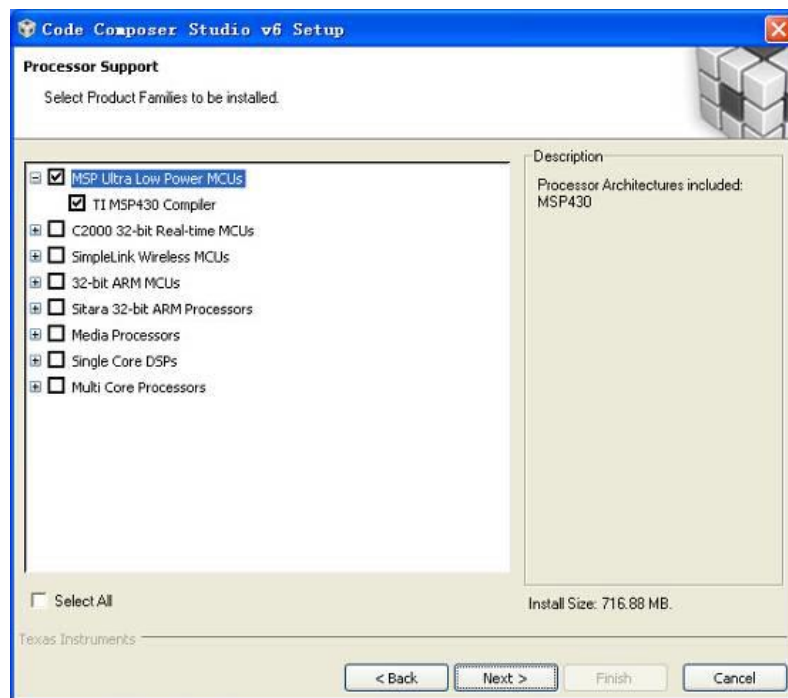 Code Composer Studio v6 Setup
Processor Support
Select Product Families to be installed.
MSP Ultra Low Power MCUs
TI MSP430 Compiler
C2000 32-bit Real-time MCUs
SimpleLink Wireless MCUs
32-bit ARM MCUs
Sitara 32-bit ARM Processors
Media Processors
Single Core DSPs
Multi Core Processors
Description
Processor Architectures included:
MSP430
Select All
Install Size: 716.88 MB.
Texas Instruments
< Back
Next >
Finish
Cancel